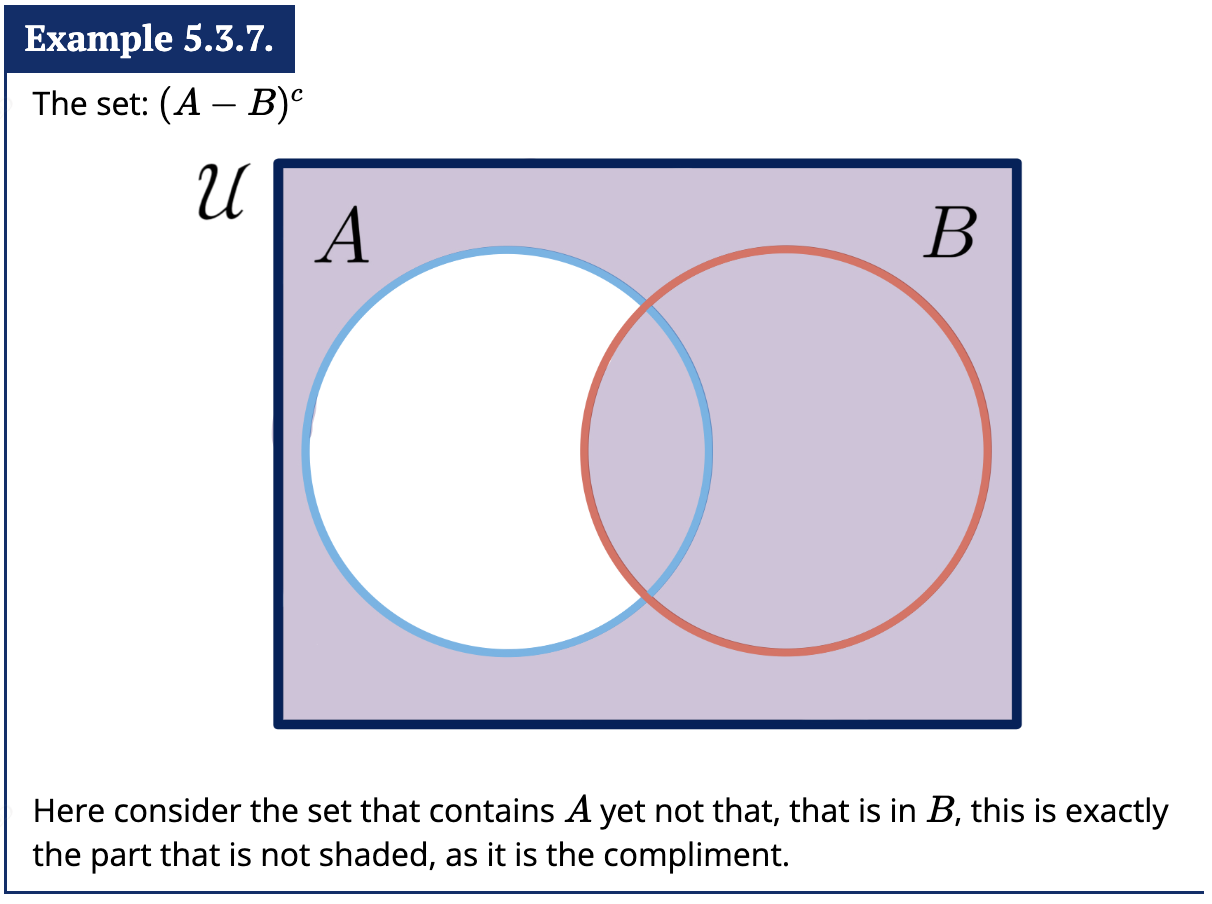 Example 5.3.7.
The set: (A − B)ᶜ
𝒰
A B
Here consider the set that contains A yet not that, that is in B, this is exactly
the part that is not shaded, as it is the compliment.